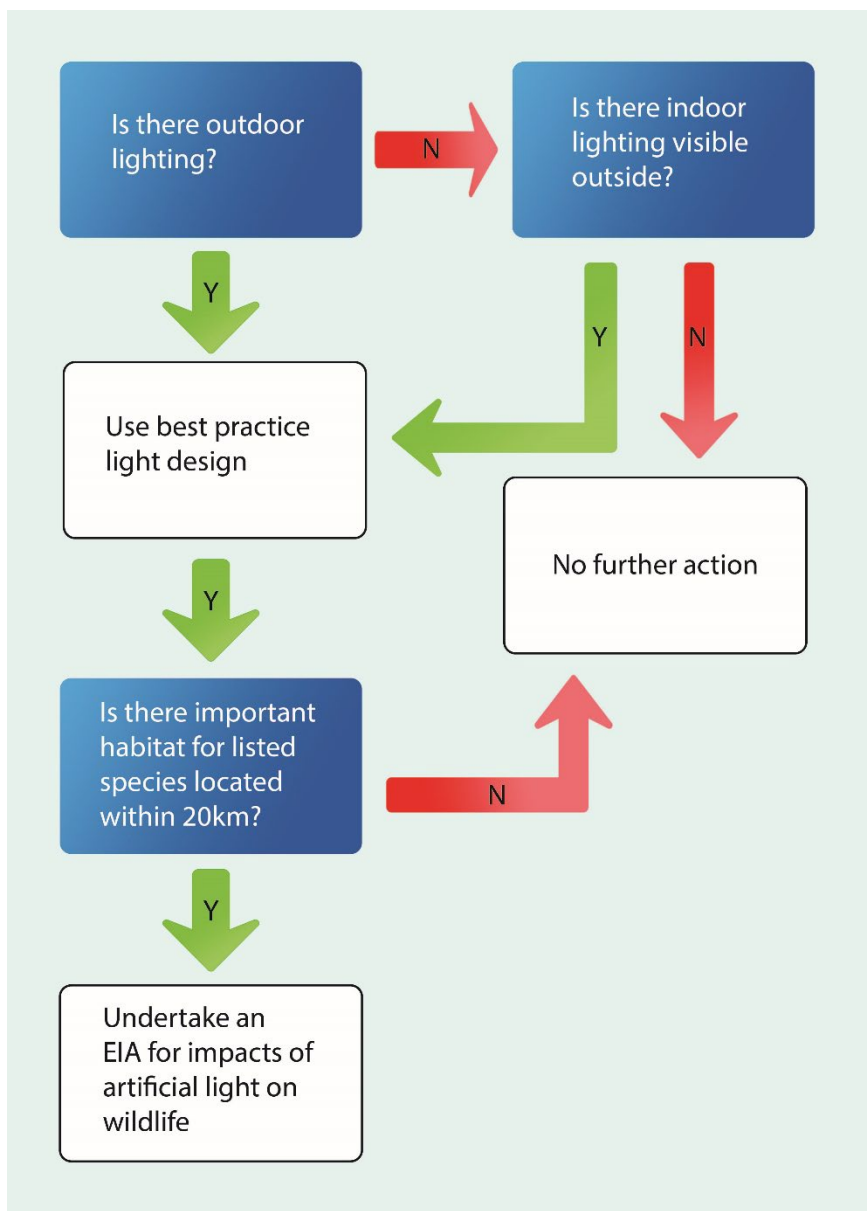 Is there outdoor
lighting?
N
Is there indoor
lighting visible
outside?
Y
Y
N
Use best practice
light design
No further action
Y
Is there important
habitat for listed
species located
within 20km?
N
Y
Undertake an
EIA for impacts of
artificial light on
wildlife